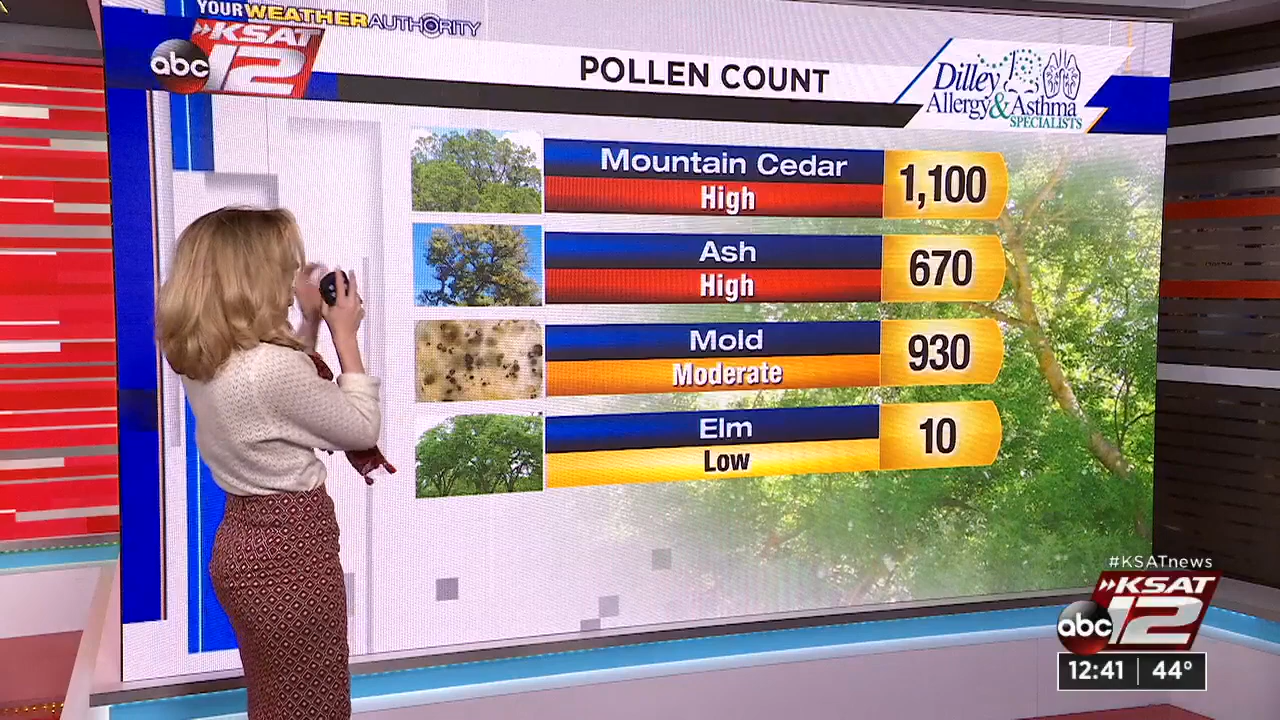 YOUR WEATHER AUTHORITY
KSAT
abc 12
POLLEN COUNT
Dilley
Allergy & Asthma
SPECIALISTS
Mountain Cedar
High
1,100
Ash
High
670
Mold
Moderate
930
Elm
Low
10
#KSATnews
KSAT
abc 12
12:41 44°